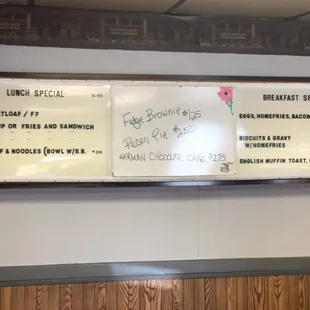 LUNCH SPECIAL
TLOAF / FF
P OR FRIES AND SANDWICH
F & NOODLES (BOWL W/B.B.
Fudge Brownie $1.25
Pecan Pie $2.50
GERMAN CHOCOLATE CAKE $2.75
BREAKFAST SP
EGGS, HOMEFRIES, BACON
BISCUITS & GRAVY
W/HOMEFRIES
ENGLISH MUFFIN TOAST,